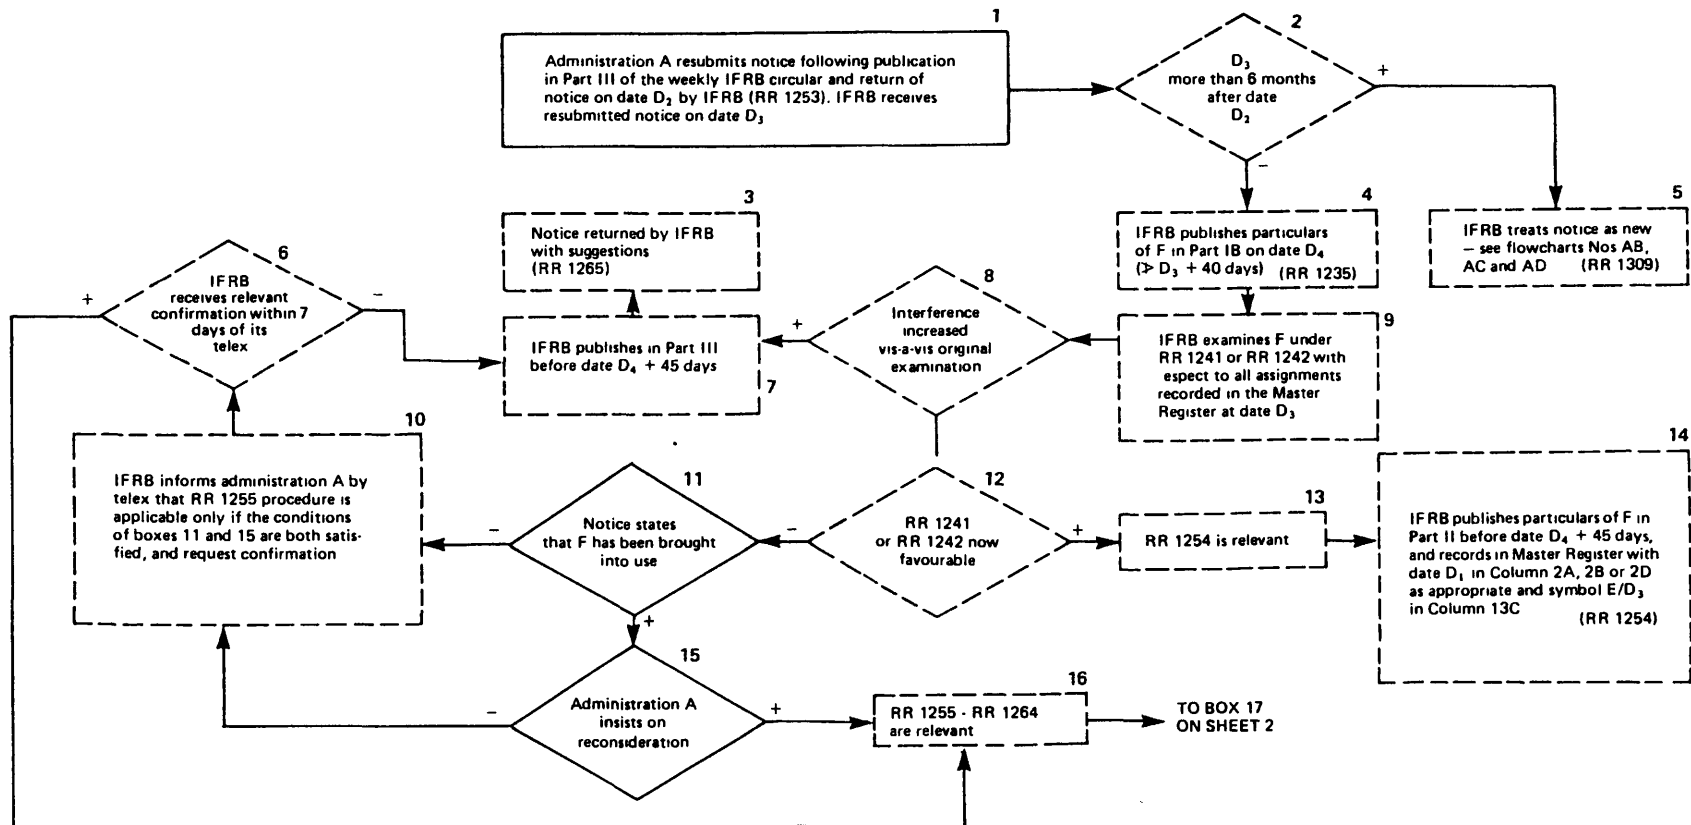 1
Administration A resubmits notice following publication
in Part III of the weekly IFRB circular and return of
notice on date D₂ by IFRB (RR 1253). IFRB receives
resubmitted notice on date D₃
2
D₃
more than 6 months
after date
D₂
+
−
3
Notice returned by IFRB
with suggestions
(RR 1265)
4
IFRB publishes particulars
of F in Part IB on date D₄
(≯ D₃ + 40 days) (RR 1235)
5
IFRB treats notice as new
– see flowcharts Nos AB,
AC and AD (RR 1309)
6
IFRB
receives relevant
confirmation within 7
days of its
telex
+
−
7
IFRB publishes in Part III
before date D₄ + 45 days
8
Interference
increased
vis-a-vis original
examination
+
9
IFRB examines F under
RR 1241 or RR 1242 with
espect to all assignments
recorded in the Master
Register at date D₃
10
IFRB informs administration A by
telex that RR 1255 procedure is
applicable only if the conditions
of boxes 11 and 15 are both satis-
fied, and request confirmation
11
Notice states
that F has been brought
into use
−
+
12
RR 1241
or RR 1242 now
favourable
−
+
13
RR 1254 is relevant
14
IFRB publishes particulars of F in
Part II before date D₄ + 45 days,
and records in Master Register with
date D₁ in Column 2A, 2B or 2D
as appropriate and symbol E/D₃
in Column 13C
(RR 1254)
15
Administration A
insists on
reconsideration
−
+
16
RR 1255 - RR 1264
are relevant
TO BOX 17
ON SHEET 2